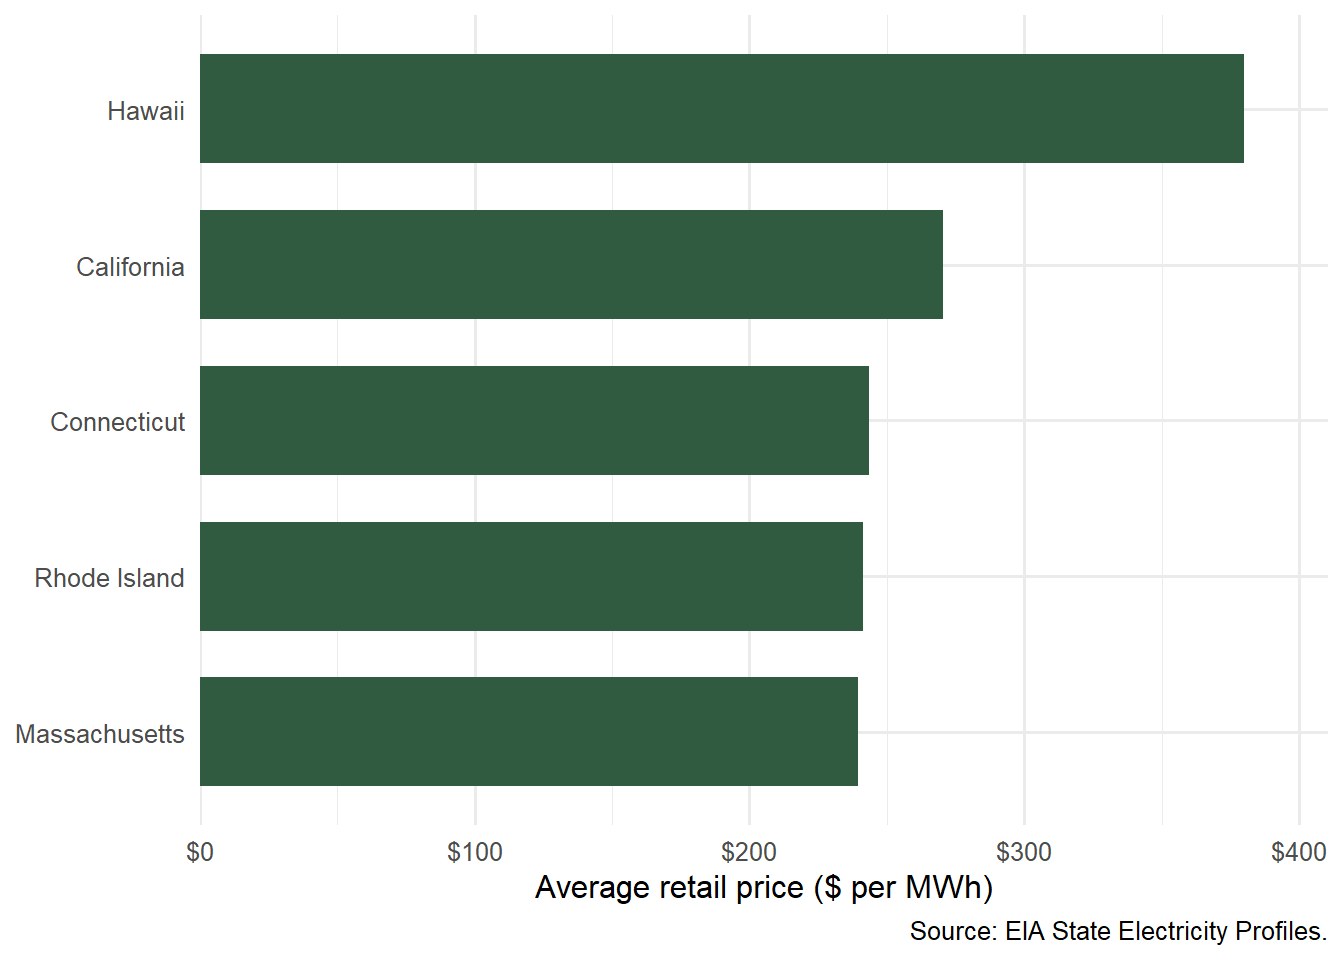 Hawaii
California
Connecticut
Rhode Island
Massachusetts
$0 $100 $200 $300 $400
Average retail price ($ per MWh)
Source: EIA State Electricity Profiles.